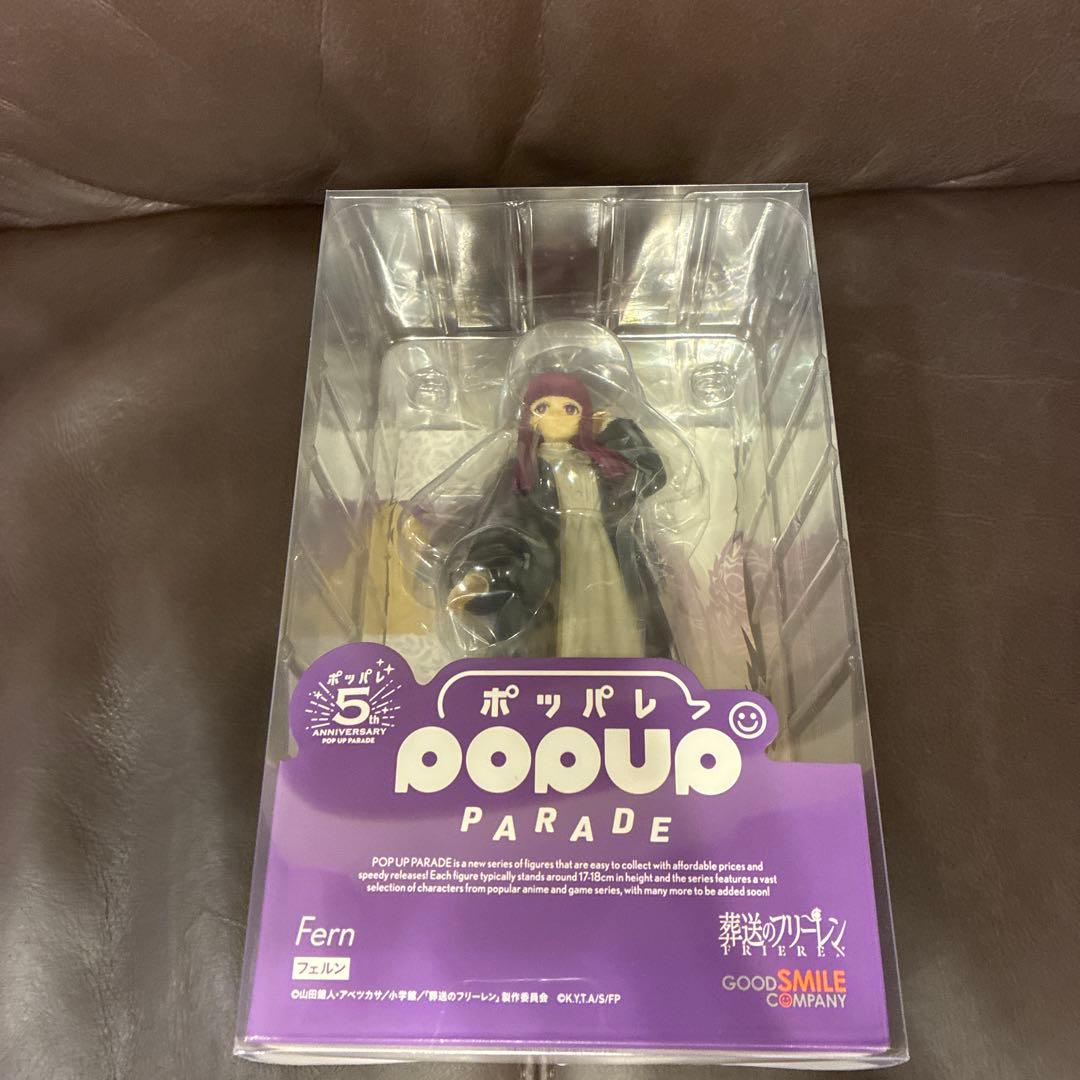 ポッパレ
5th
ANNIVERSARY
POP UP PARADE
ポッパレ
POPUP
PARADE
POP UP PARADE is a new series of figures that are easy to collect with affordable prices and
speedy releases! Each figure typically stands around 17-18cm in height and the series features a vast
selection of characters from popular anime and game series, with many more to be added soon!
Fern
フェルン
葬送のフリーレン
FRIEREN
GOOD SMILE
COMPANY
©山田鐘人・アベツカサ/小学館/「葬送のフリーレン」製作委員会 ©K.Y,T.A/S/FP